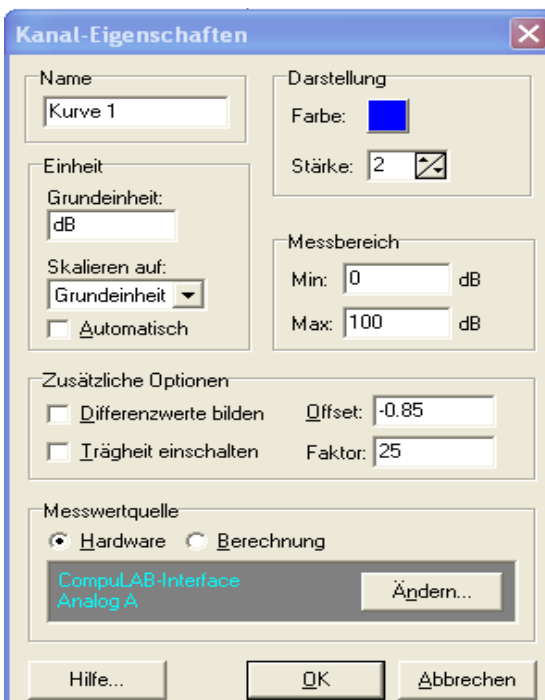 Kanal-Eigenschaften
Name
Kurve 1
Darstellung
Farbe:
Stärke: 2
Einheit
Grundeinheit:
dB
Skalieren auf:
Grundeinheit
Automatisch
Messbereich
Min: 0 dB
Max: 100 dB
Zusätzliche Optionen
Differenzwerte bilden
Offset: -0.85
Trägheit einschalten
Faktor: 25
Messwertquelle
Hardware Berechnung
CompuLAB-Interface
Analog A
Ändern...
Hilfe... OK Abbrechen